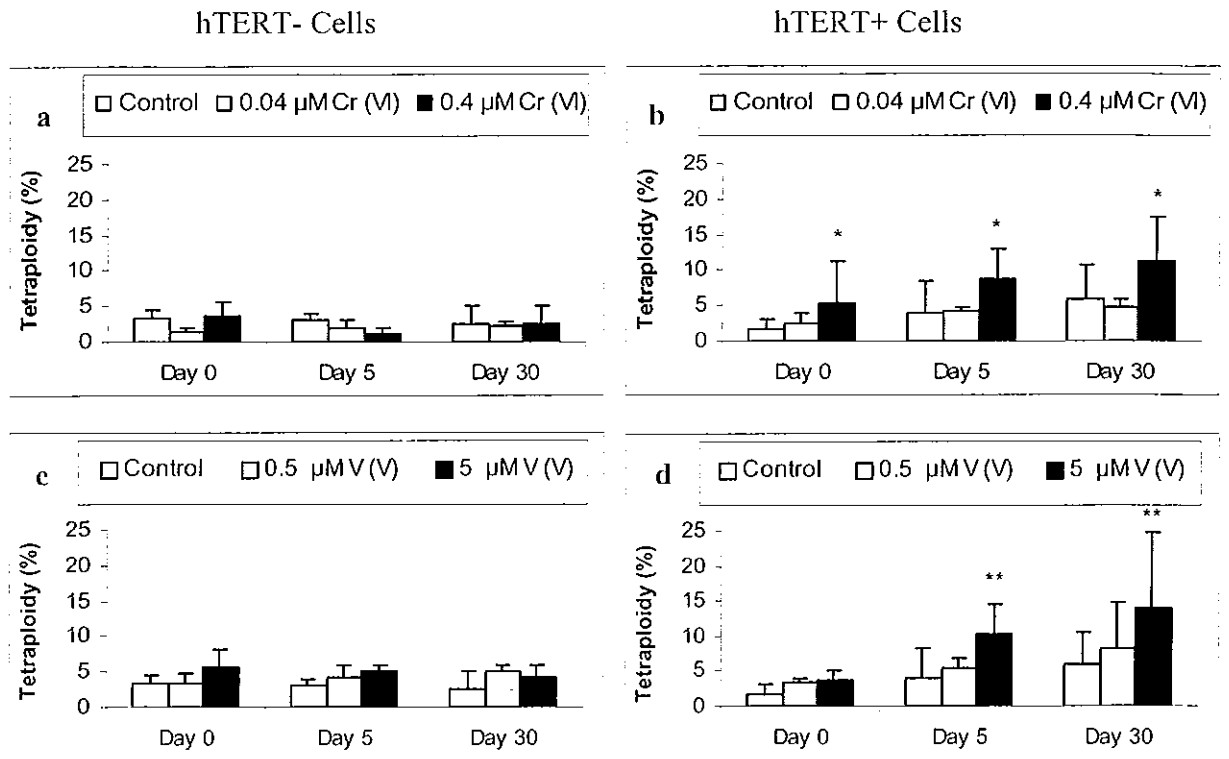 hTERT- Cells
hTERT+ Cells
a
Control 0.04 µM Cr (VI) 0.4 µM Cr (VI)
Tetraploidy (%)
25
20
15
10
5
0
Day 0 Day 5 Day 30
b
Control 0.04 µM Cr (VI) 0.4 µM Cr (VI)
Tetraploidy (%)
25
20
15
10
5
0
* * *
Day 0 Day 5 Day 30
c
Control 0.5 µM V (V) 5 µM V (V)
Tetraploidy (%)
25
20
15
10
5
0
Day 0 Day 5 Day 30
d
Control 0.5 µM V (V) 5 µM V (V)
Tetraploidy (%)
25
20
15
10
5
0
** **
Day 0 Day 5 Day 30